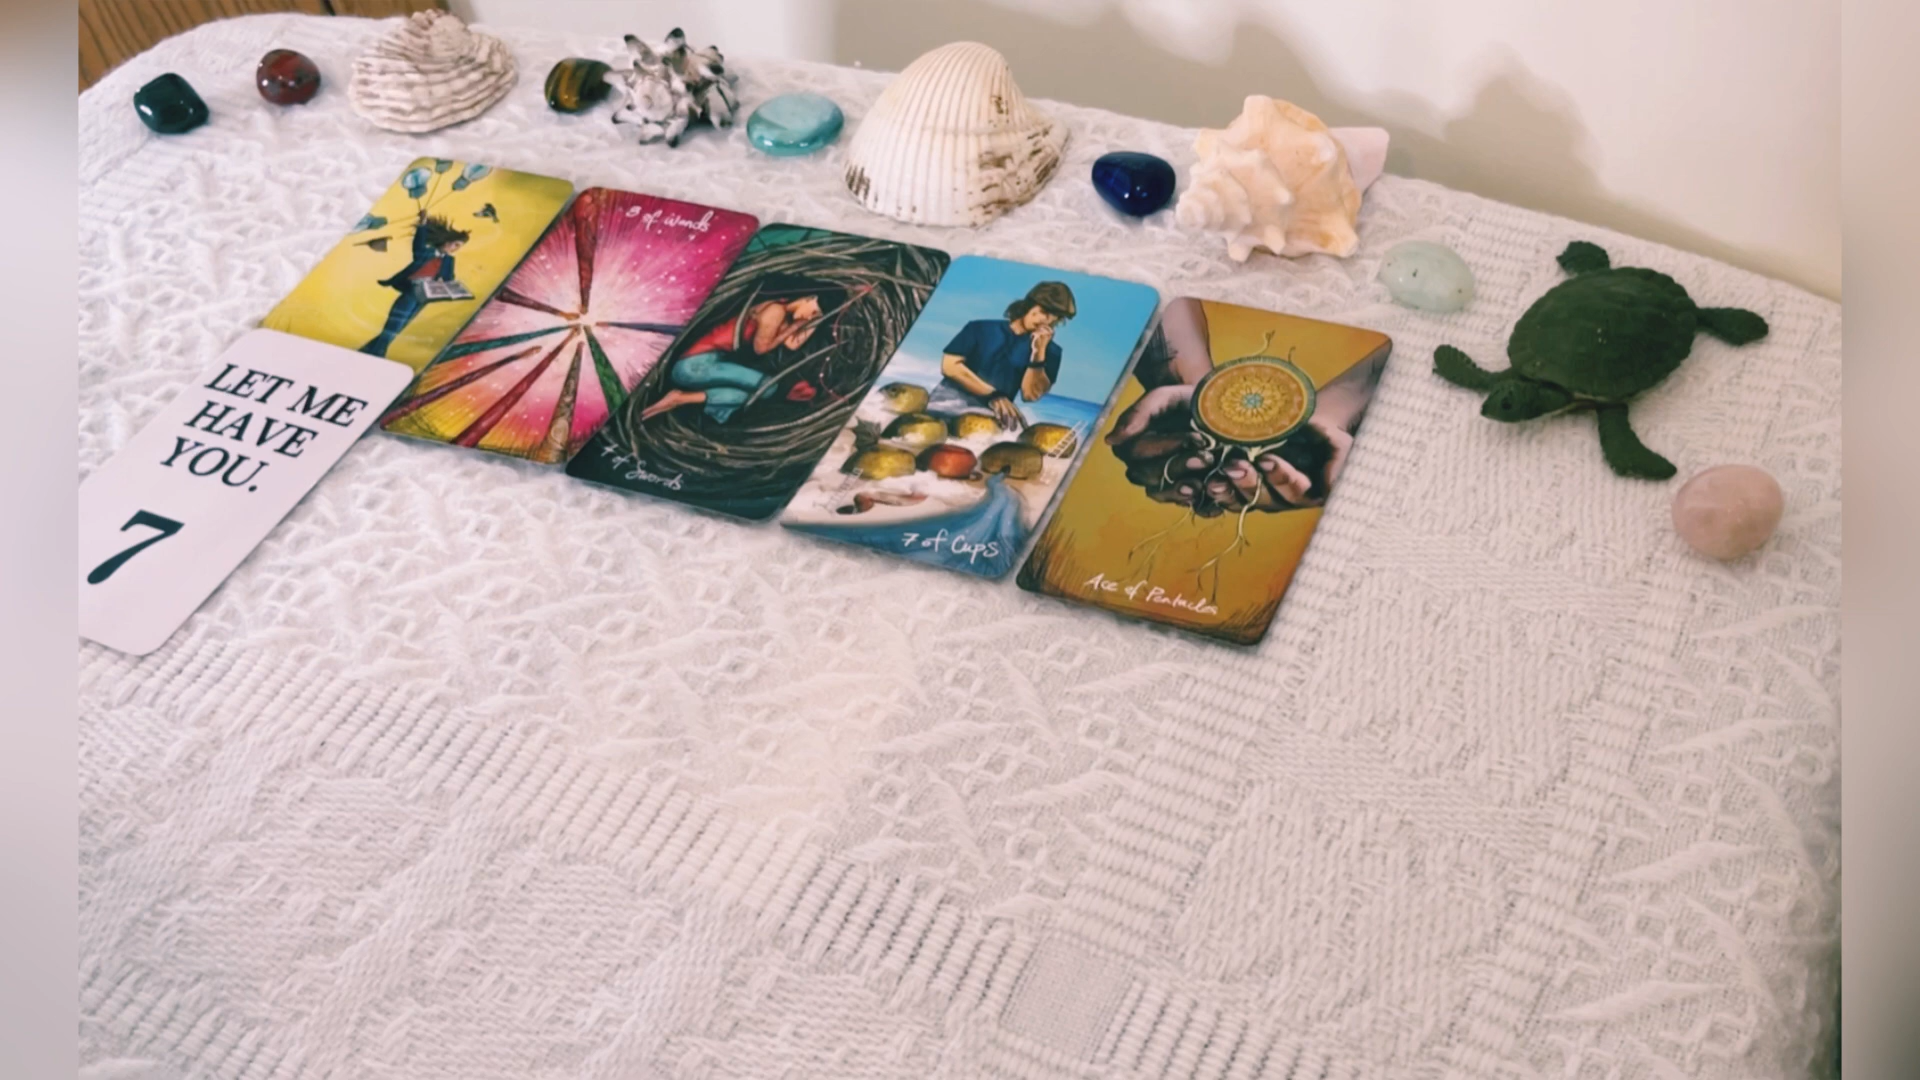 LET ME
HAVE
YOU.
7
8 of Wands
7 of Swords
7 of Cups
Ace of Pentacles